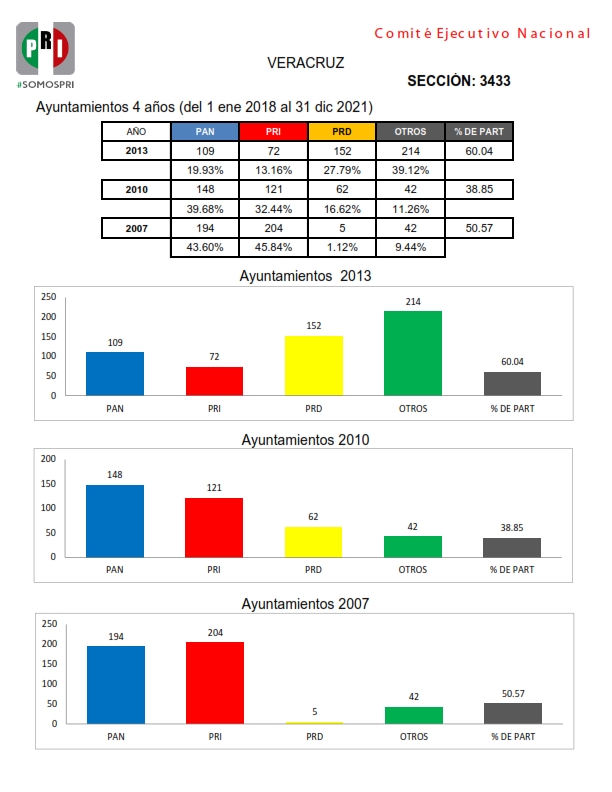 Comité Ejecutivo Nacional
PRI
#SOMOSPRI
VERACRUZ
SECCIÓN: 3433
Ayuntamientos 4 años (del 1 ene 2018 al 31 dic 2021)
AÑO PAN PRI PRD OTROS % DE PART
2013 109 72 152 214 60.04
19.93% 13.16% 27.79% 39.12%
2010 148 121 62 42 38.85
39.68% 32.44% 16.62% 11.26%
2007 194 204 5 42 50.57
43.60% 45.84% 1.12% 9.44%
Ayuntamientos 2013
250
200
150
100
50
0
109 72 152 214 60.04
PAN PRI PRD OTROS % DE PART
Ayuntamientos 2010
200
150
100
50
0
148 121 62 42 38.85
PAN PRI PRD OTROS % DE PART
Ayuntamientos 2007
250
200
150
100
50
0
194 204 5 42 50.57
PAN PRI PRD OTROS % DE PART